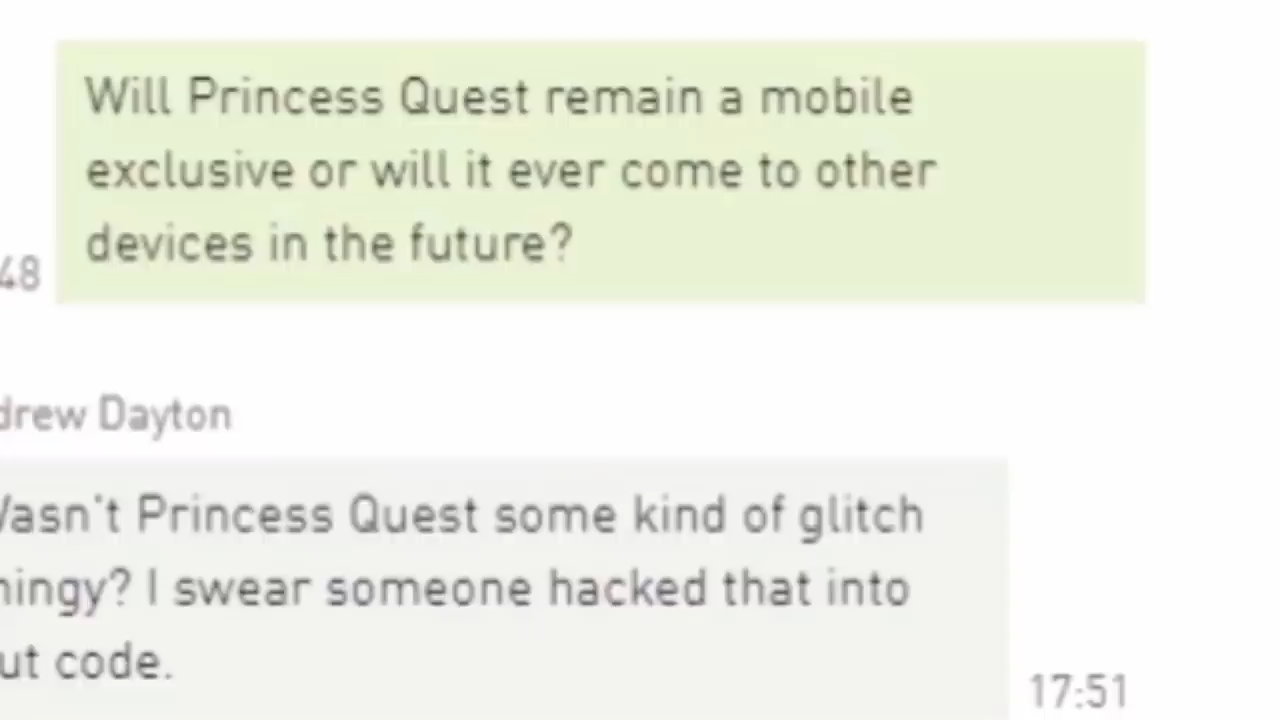 Will Princess Quest remain a mobile
exclusive or will it ever come to other
devices in the future?
48
drew Dayton
Wasn't Princess Quest some kind of glitch
hingy? I swear someone hacked that into
ut code.
17:51